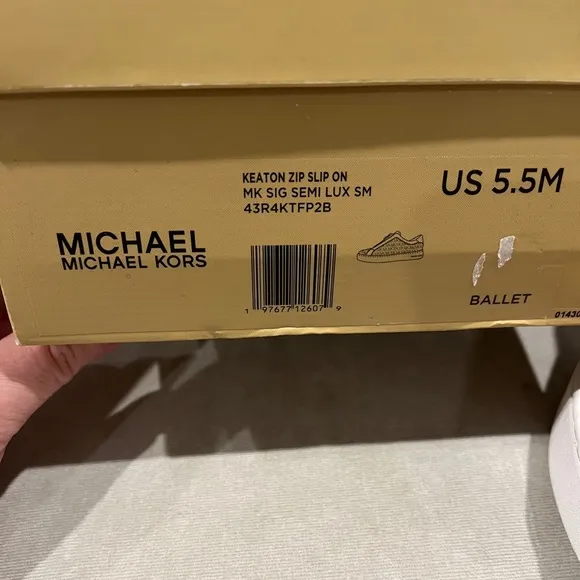 KEATON ZIP SLIP ON
MK SIG SEMI LUX SM
43R4KTFP2B
US 5.5M
MICHAEL
MICHAEL KORS
1 97677 12607 9
BALLET
01430